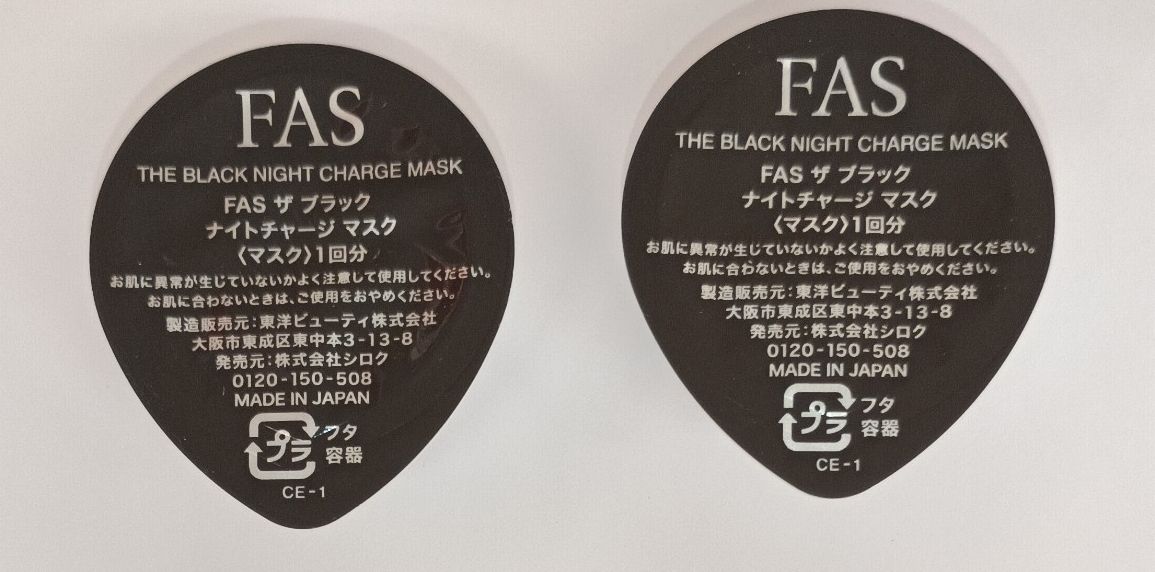 FAS
THE BLACK NIGHT CHARGE MASK
FAS ザ ブラック
ナイトチャージ マスク
〈マスク〉1回分
お肌に異常が生じていないかよく注意して使用してください。
お肌に合わないときは、ご使用をおやめください。
製造販売元:東洋ビューティ株式会社
大阪市東成区東中本3-13-8
発売元:株式会社シロク
0120-150-508
MADE IN JAPAN
プラ
フタ
容器
CE-1
FAS
THE BLACK NIGHT CHARGE MASK
FAS ザ ブラック
ナイトチャージ マスク
〈マスク〉1回分
お肌に異常が生じていないかよく注意して使用してください。
お肌に合わないときは、ご使用をおやめください。
製造販売元:東洋ビューティ株式会社
大阪市東成区東中本3-13-8
発売元:株式会社シロク
0120-150-508
MADE IN JAPAN
プラ
フタ
容器
CE-1